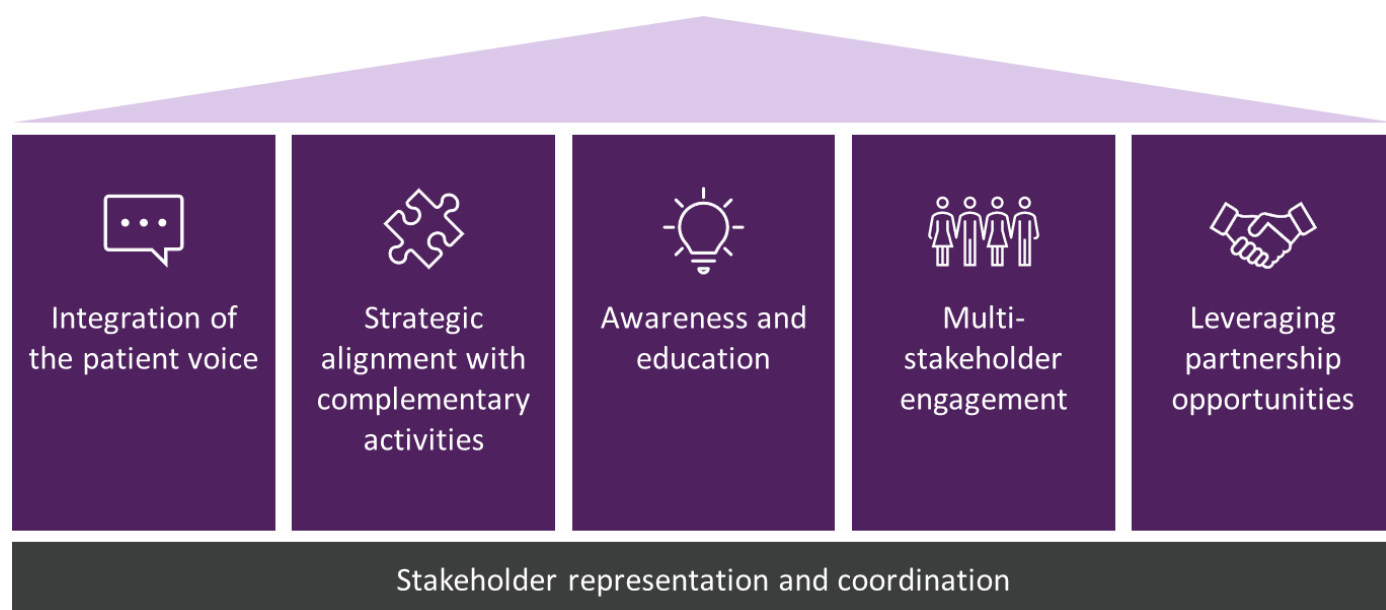 Integration of
the patient voice
Strategic
alignment with
complementary
activities
Awareness and
education
Multi-
stakeholder
engagement
Leveraging
partnership
opportunities
Stakeholder representation and coordination